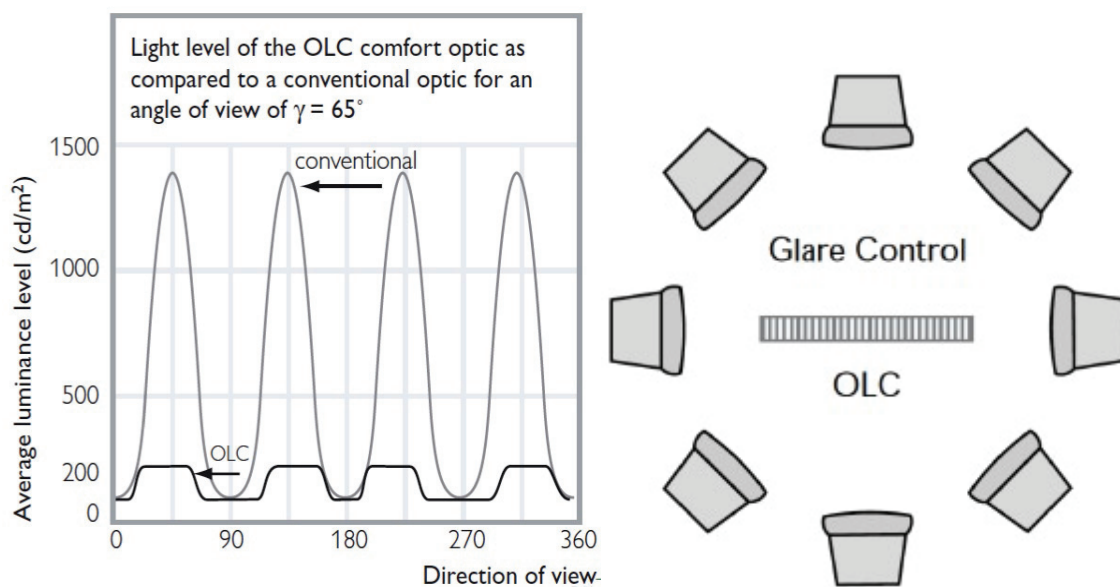 Light level of the OLC comfort optic as
compared to a conventional optic for an
angle of view of γ = 65°
Average luminance level (cd/m²)
1500
1000
500
200
0
conventional
OLC
0 90 180 270 360
Direction of view-
Glare Control
OLC